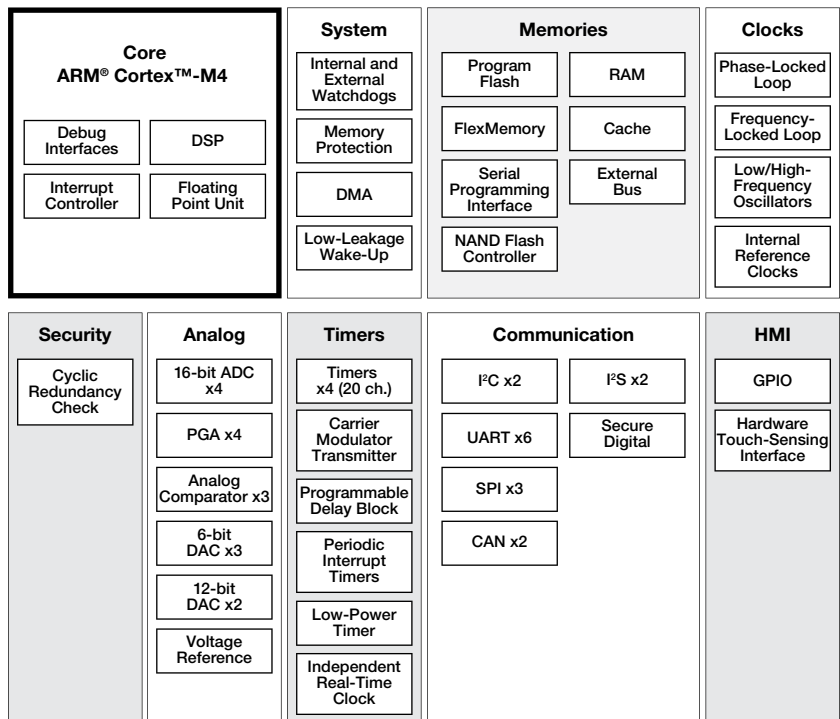 Core
ARM® Cortex™-M4
Debug
Interfaces
DSP
Interrupt
Controller
Floating
Point Unit
System
Internal and
External
Watchdogs
Memory
Protection
DMA
Low-Leakage
Wake-Up
Memories
Program
Flash
RAM
FlexMemory
Cache
Serial
Programming
Interface
External
Bus
NAND Flash
Controller
Clocks
Phase-Locked
Loop
Frequency-
Locked Loop
Low/High-
Frequency
Oscillators
Internal
Reference
Clocks
Security
Cyclic
Redundancy
Check
Analog
16-bit ADC
x4
PGA x4
Analog
Comparator x3
6-bit
DAC x3
12-bit
DAC x2
Voltage
Reference
Timers
Timers
x4 (20 ch.)
Carrier
Modulator
Transmitter
Programmable
Delay Block
Periodic
Interrupt
Timers
Low-Power
Timer
Independent
Real-Time
Clock
Communication
I²C x2
I²S x2
UART x6
Secure
Digital
SPI x3
CAN x2
HMI
GPIO
Hardware
Touch-Sensing
Interface